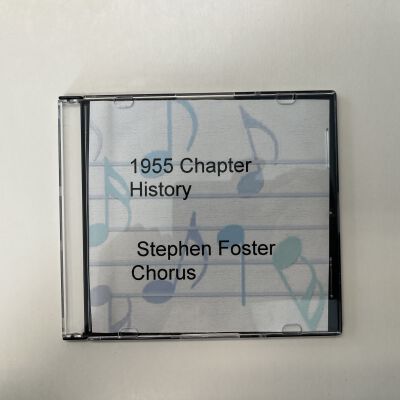 1955 Chapter
History
Stephen Foster
Chorus